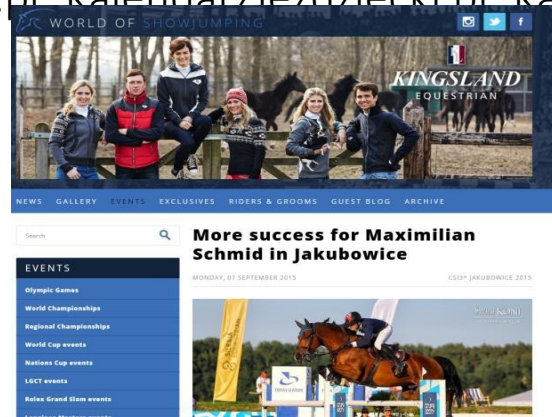 WORLD OF SHOWJUMPING
KINGSLAND
EQUESTRIAN
NEWS GALLERY EVENTS EXCLUSIVES RIDERS & GROOMS GUEST BLOG ARCHIVE
Search
EVENTS
Olympic Games
World Championships
Regional Championships
World Cup events
Nations Cup events
LGCT events
Rolex Grand Slam events
More success for Maximilian
Schmid in Jakubowice
MONDAY, 07 SEPTEMBER 2015
CSI3* JAKUBOWICE 2015